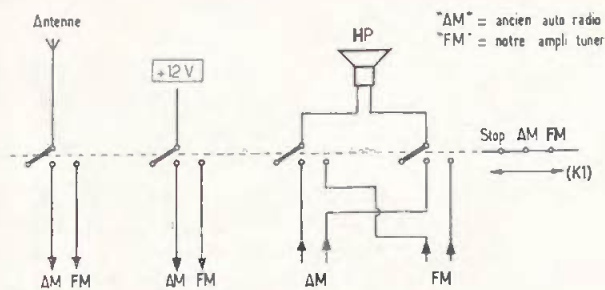 Antenne
+12 V
HP
"AM" = ancien auto radio
"FM" = notre ampli tuner
Stop AM FM
(K1)
AM FM
AM FM
AM
FM